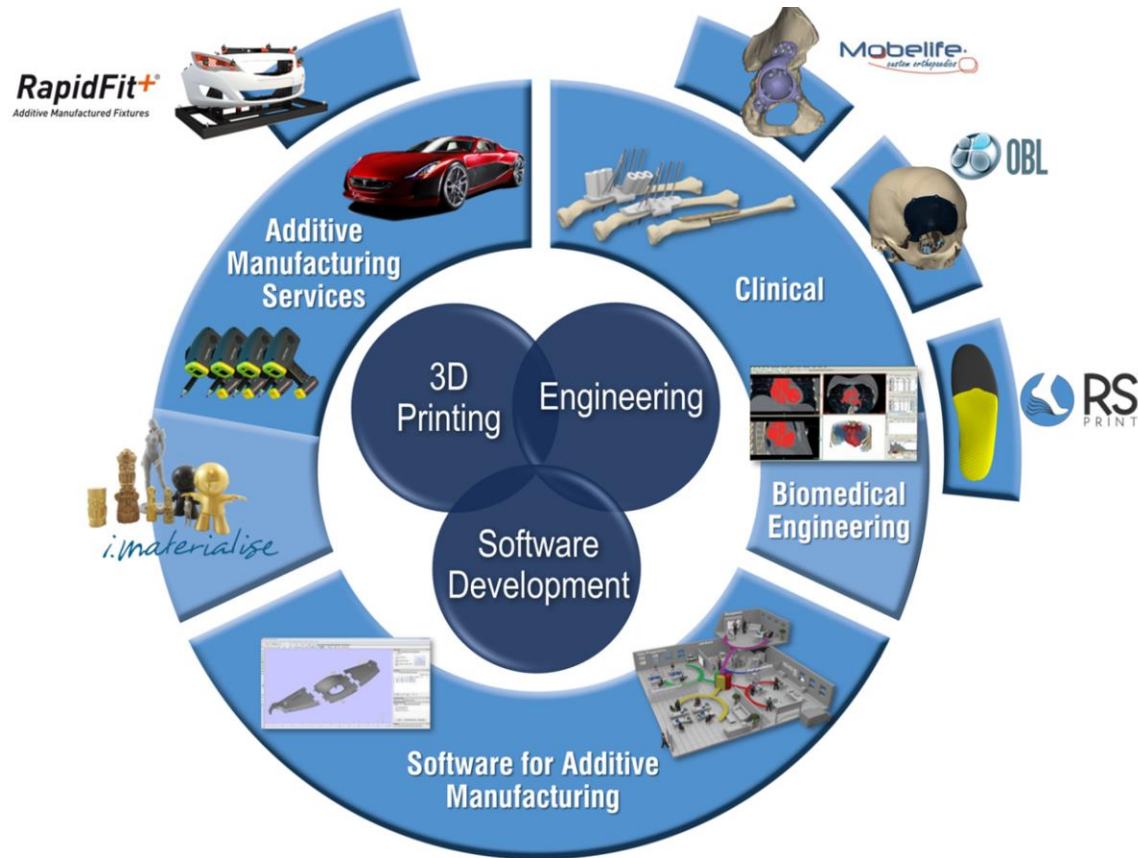 RapidFit+®
Additive Manufactured Fixtures
Mobelife
custom orthopaedics
OBL
Additive
Manufacturing
Services
Clinical
3D
Printing
Engineering
RS
PRINT
Biomedical
Engineering
i.materialise
Software
Development
Software for Additive
Manufacturing